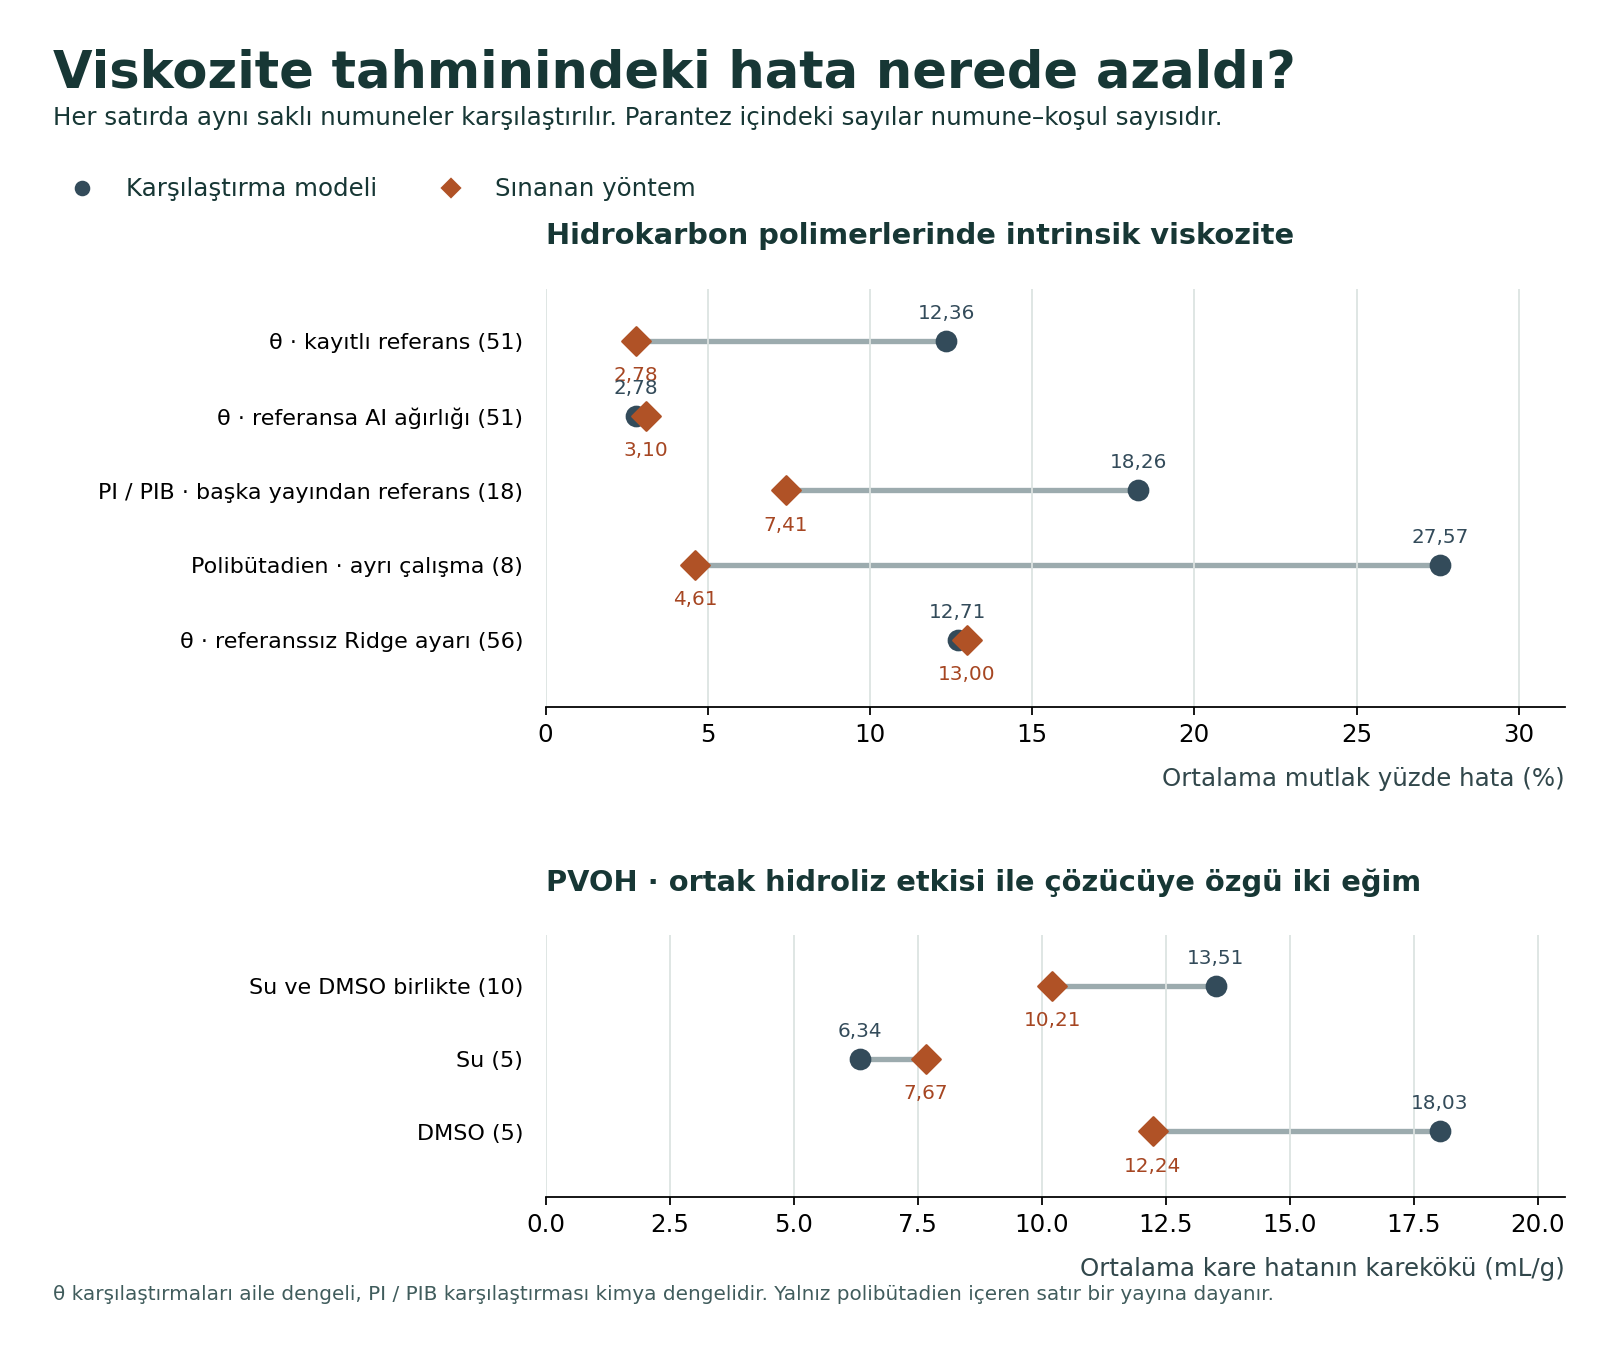 Viskozite tahminindeki hata nerede azaldı?
Her satırda aynı saklı numuneler karşılaştırılır. Parantez içindeki sayılar numune–koşul sayısıdır.
Karşılaştırma modeli
Sınanan yöntem
Hidrokarbon polimerlerinde intrinsik viskozite
12,36
θ · kayıtlı referans (51)
2,78
2,78
θ · referansa AI ağırlığı (51)
3,10
18,26
PI / PIB · başka yayından referans (18)
7,41
27,57
Polibütadien · ayrı çalışma (8)
4,61
12,71
θ · referanssız Ridge ayarı (56)
13,00
0 5 10 15 20 25 30
Ortalama mutlak yüzde hata (%)
PVOH · ortak hidroliz etkisi ile çözücüye özgü iki eğim
13,51
Su ve DMSO birlikte (10)
10,21
6,34
Su (5)
7,67
18,03
DMSO (5)
12,24
0.0 2.5 5.0 7.5 10.0 12.5 15.0 17.5 20.0
Ortalama kare hatanın karekökü (mL/g)
θ karşılaştırmaları aile dengeli, PI / PIB karşılaştırması kimya dengelidir. Yalnız polibütadien içeren satır bir yayına dayanır.